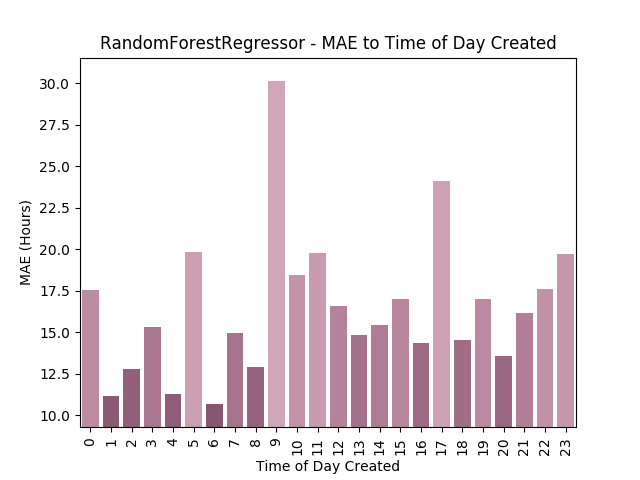 RandomForestRegressor - MAE to Time of Day Created
30.0
27.5
25.0
22.5
20.0
17.5
15.0
12.5
10.0
MAE (Hours)
0 1 2 3 4 5 6 7 8 9 10 11 12 13 14 15 16 17 18 19 20 21 22 23
Time of Day Created